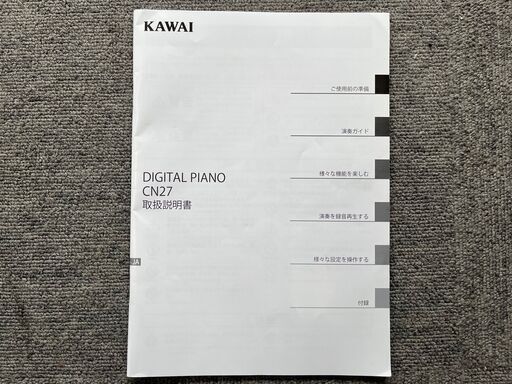 KAWAI
ご使用前の準備
演奏ガイド
DIGITAL PIANO
CN27
取扱説明書
様々な機能を楽しむ
演奏を録音再生する
様々な設定を操作する
付録
JA